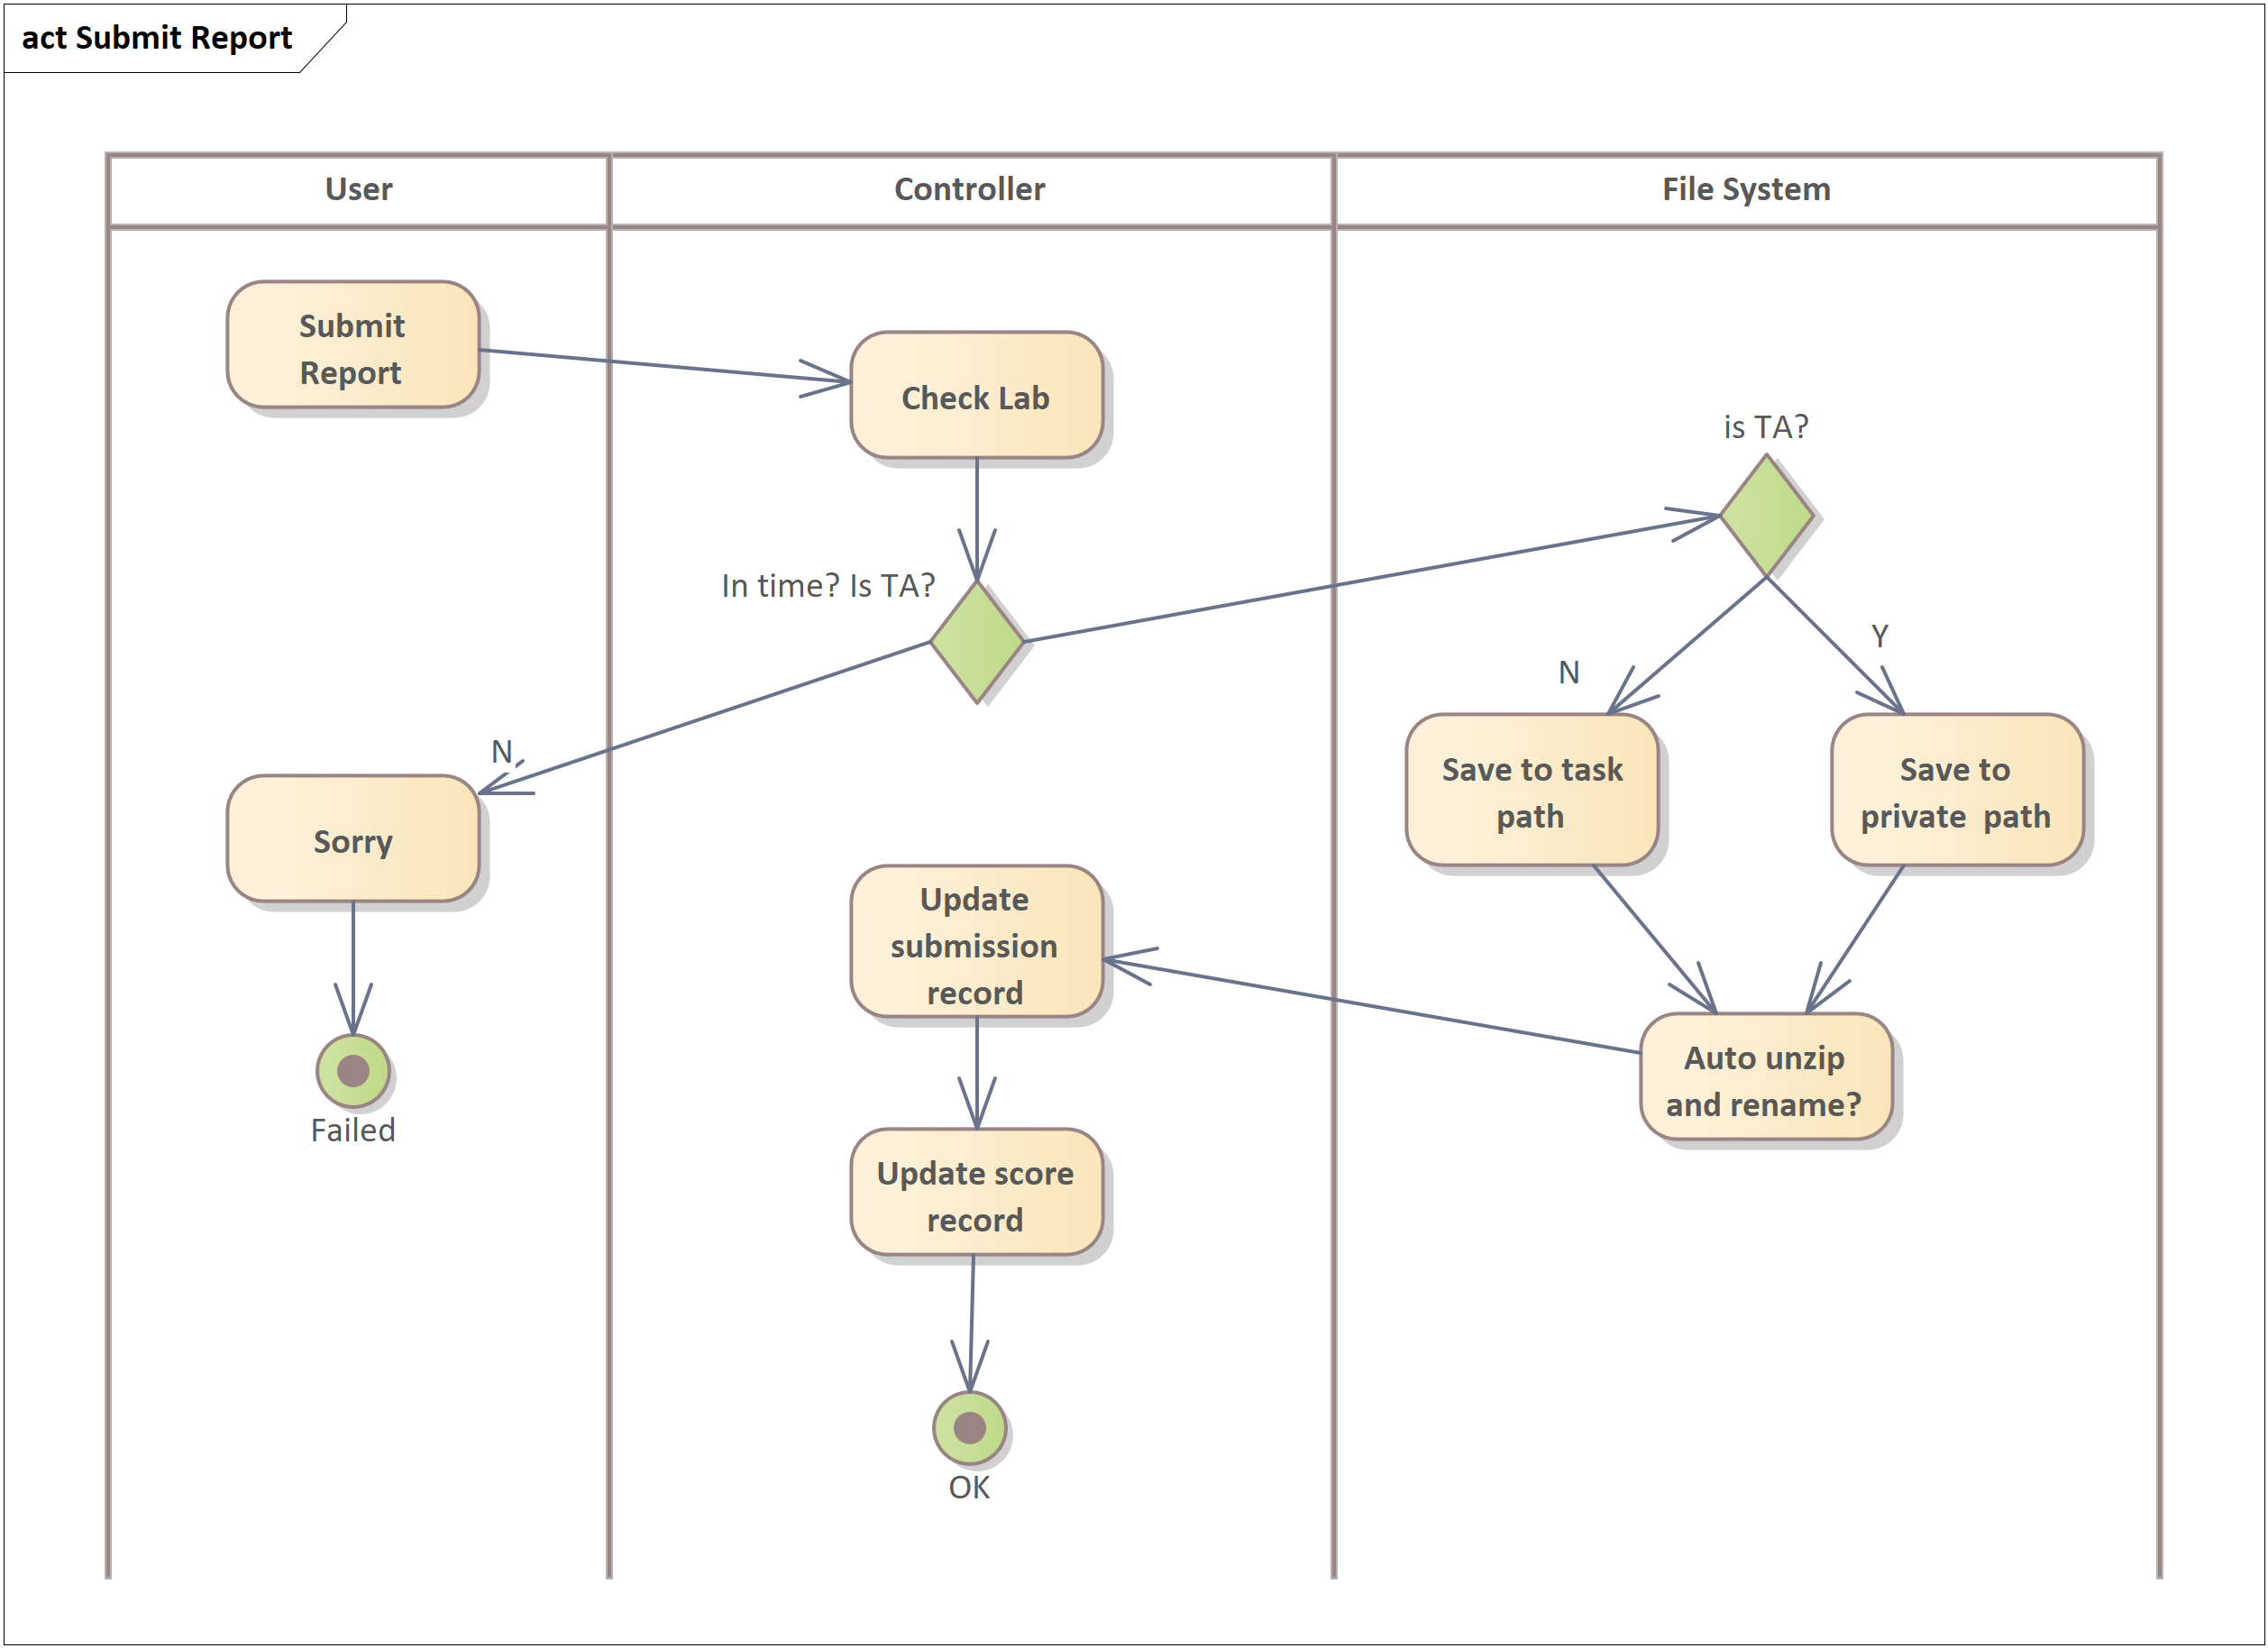 act Submit Report
User
Controller
File System
Submit
Report
Check Lab
is TA?
In time? Is TA?
Y
N
N
Save to task
path
Save to
private  path
Sorry
Update
submission
record
Auto unzip
and rename?
Failed
Update score
record
OK